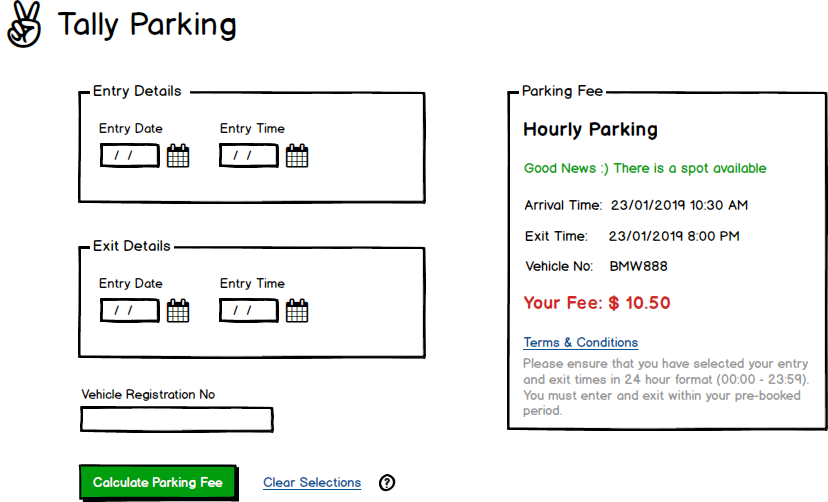 Tally Parking
Entry Details
Entry Date
Entry Time
/ /
/ /
Exit Details
Entry Date
Entry Time
/ /
/ /
Vehicle Registration No
Calculate Parking Fee
Clear Selections
?
Parking Fee
Hourly Parking
Good News :) There is a spot available
Arrival Time: 23/01/2019 10:30 AM
Exit Time: 23/01/2019 8:00 PM
Vehicle No: BMW888
Your Fee: $ 10.50
Terms & Conditions
Please ensure that you have selected your entry
and exit times in 24 hour format (00:00 - 23:59).
You must enter and exit within your pre-booked
period.